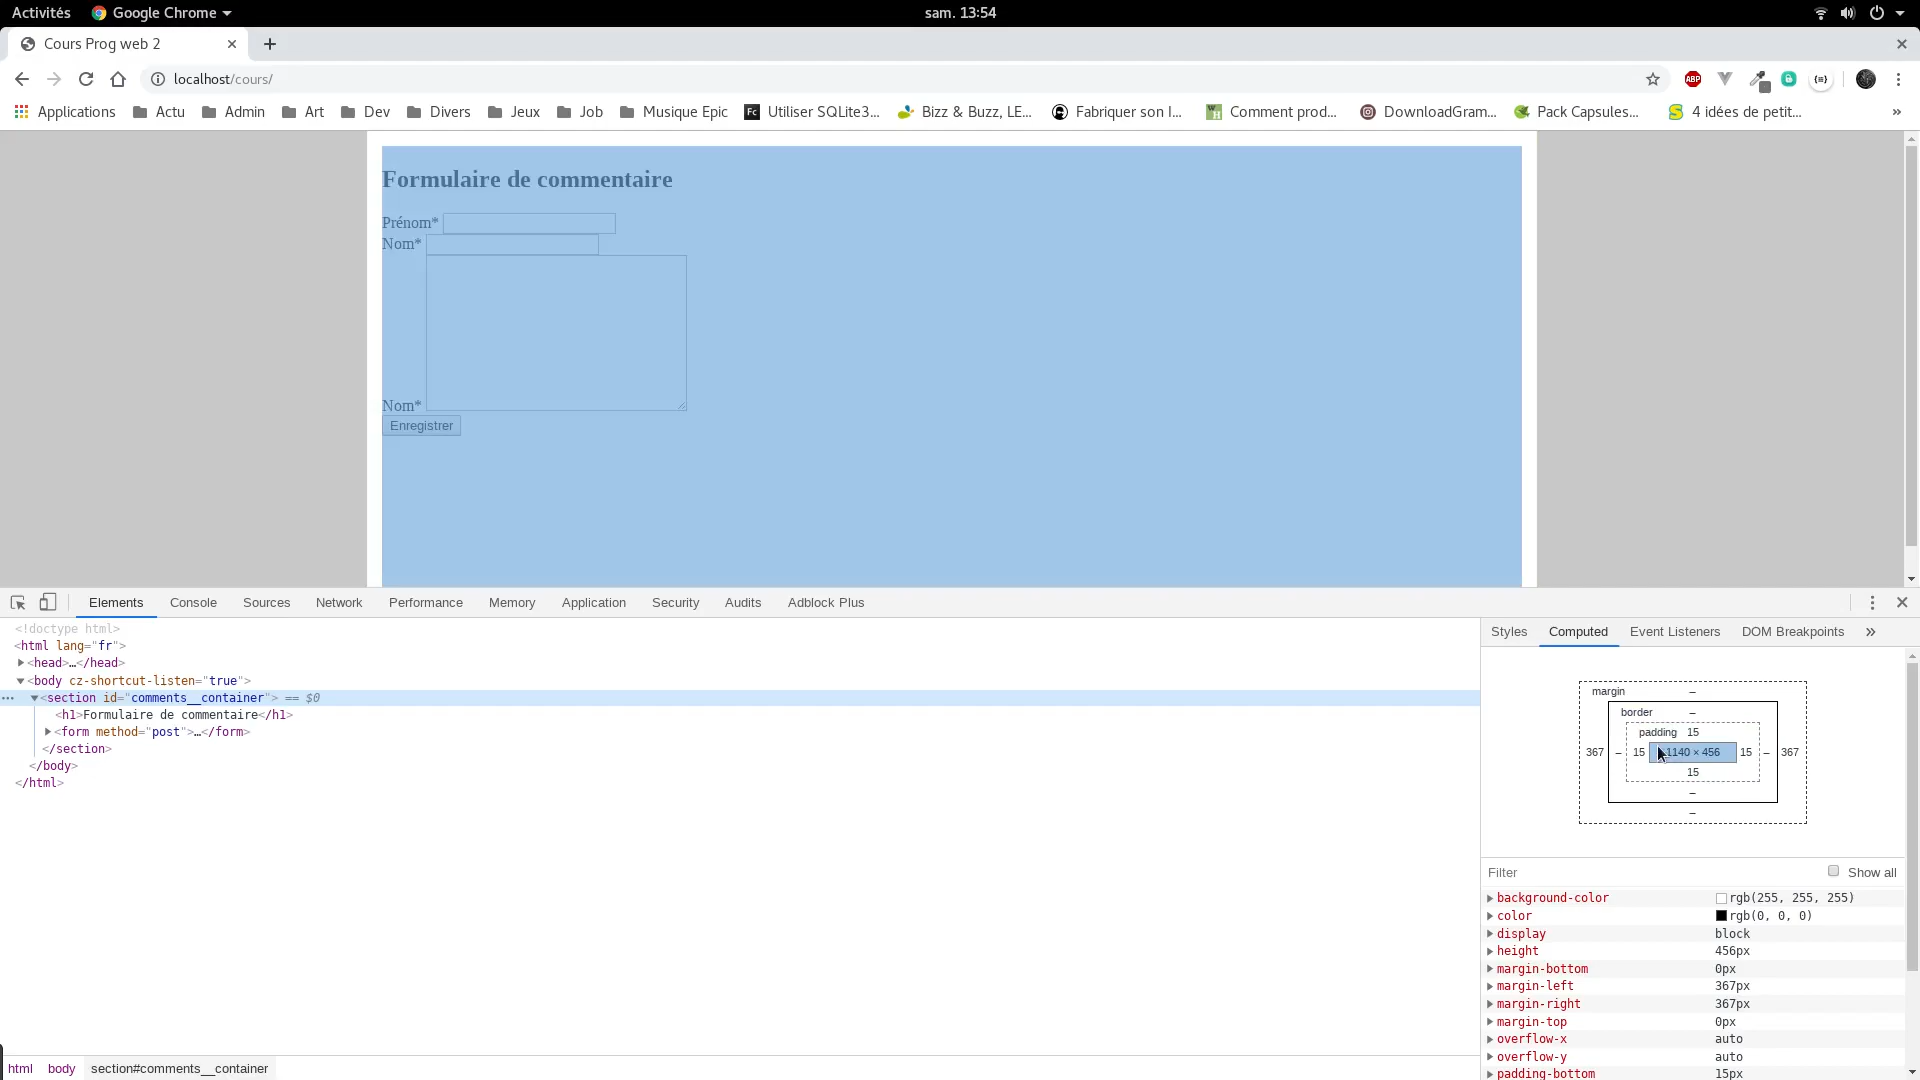 Activités Google Chrome sam. 13:54
Cours Prog web 2
localhost/cours/
ABP
Applications Actu Admin Art Dev Divers Jeux Job Musique Epic Fc Utiliser SQLite3... Bizz & Buzz, LE... Fabriquer son I... Comment prod... DownloadGram... Pack Capsules... 4 idées de petit... »
Formulaire de commentaire
Prénom*
Nom*
Nom*
Enregistrer
Elements Console Sources Network Performance Memory Application Security Audits Adblock Plus
<!doctype html>
<html lang="fr">
<head>…</head>
<body cz-shortcut-listen="true">
<section id="comments__container"> == $0
<h1>Formulaire de commentaire</h1>
<form method="post">…</form>
</section>
</body>
</html>
html body section#comments__container
Styles Computed Event Listeners DOM Breakpoints »
margin –
border –
padding 15
367 – 15 1140 × 456 15 – 367
15
–
–
Filter Show all
background-color rgb(255, 255, 255)
color rgb(0, 0, 0)
display block
height 456px
margin-bottom 0px
margin-left 367px
margin-right 367px
margin-top 0px
overflow-x auto
overflow-y auto
padding-bottom 15px